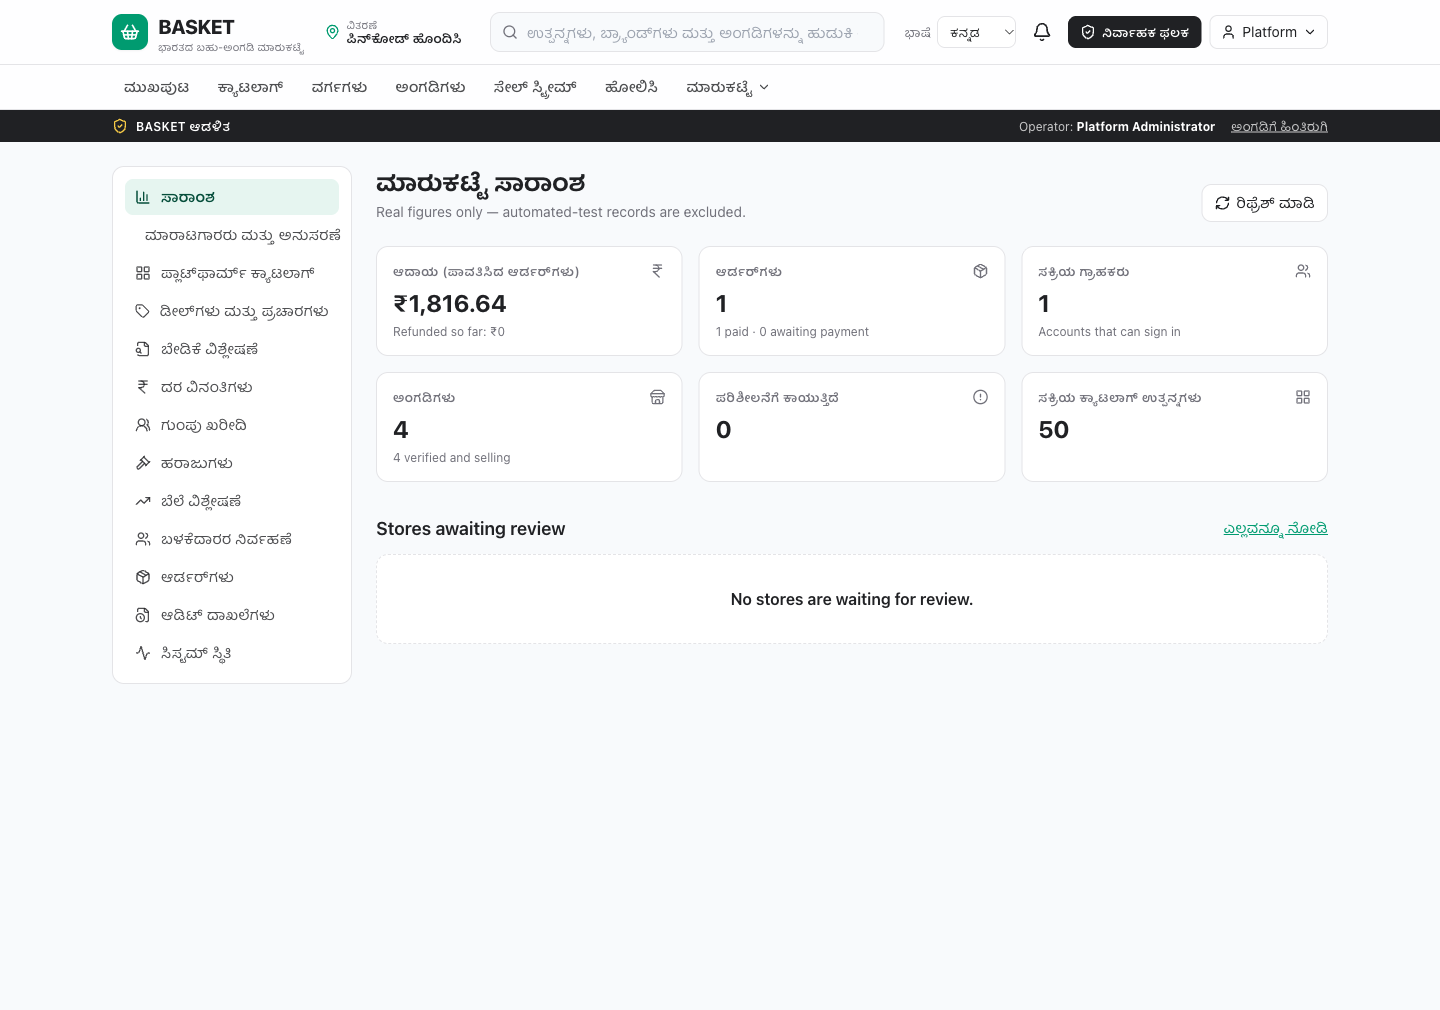 BASKET
ಭಾರತದ ಬಹು-ಅಂಗಡಿ ಮಾರುಕಟ್ಟೆ
ವಿತರಣೆ
ಪಿನ್‌ಕೋಡ್ ಹೊಂದಿಸಿ
ಉತ್ಪನ್ನಗಳು, ಬ್ರ್ಯಾಂಡ್‌ಗಳು ಮತ್ತು ಅಂಗಡಿಗಳನ್ನು ಹುಡುಕಿ
ಭಾಷೆ
ಕನ್ನಡ
ನಿರ್ವಾಹಕ ಫಲಕ
Platform
ಮುಖಪುಟ ಕ್ಯಾಟಲಾಗ್ ವರ್ಗಗಳು ಅಂಗಡಿಗಳು ಸೇಲ್ ಸ್ಟ್ರೀಮ್ ಹೋಲಿಸಿ ಮಾರುಕಟ್ಟೆ
BASKET ಆಡಳಿತ
Operator: Platform Administrator ಅಂಗಡಿಗೆ ಹಿಂತಿರುಗಿ
ಸಾರಾಂಶ
ಮಾರಾಟಗಾರರು ಮತ್ತು ಅನುಸರಣೆ
ಪ್ಲಾಟ್‌ಫಾರ್ಮ್ ಕ್ಯಾಟಲಾಗ್
ಡೀಲ್‌ಗಳು ಮತ್ತು ಪ್ರಚಾರಗಳು
ಬೇಡಿಕೆ ವಿಶ್ಲೇಷಣೆ
ದರ ವಿನಂತಿಗಳು
ಗುಂಪು ಖರೀದಿ
ಹರಾಜುಗಳು
ಬೆಲೆ ವಿಶ್ಲೇಷಣೆ
ಬಳಕೆದಾರರ ನಿರ್ವಹಣೆ
ಆರ್ಡರ್‌ಗಳು
ಆಡಿಟ್ ದಾಖಲೆಗಳು
ಸಿಸ್ಟಮ್ ಸ್ಥಿತಿ
ಮಾರುಕಟ್ಟೆ ಸಾರಾಂಶ
Real figures only — automated-test records are excluded.
ರಿಫ್ರೆಶ್ ಮಾಡಿ
ಆದಾಯ (ಪಾವತಿಸಿದ ಆರ್ಡರ್‌ಗಳು)
₹1,816.64
Refunded so far: ₹0
ಆರ್ಡರ್‌ಗಳು
1
1 paid · 0 awaiting payment
ಸಕ್ರಿಯ ಗ್ರಾಹಕರು
1
Accounts that can sign in
ಅಂಗಡಿಗಳು
4
4 verified and selling
ಪರಿಶೀಲನೆಗೆ ಕಾಯುತ್ತಿದೆ
0
ಸಕ್ರಿಯ ಕ್ಯಾಟಲಾಗ್ ಉತ್ಪನ್ನಗಳು
50
Stores awaiting review
ಎಲ್ಲವನ್ನೂ ನೋಡಿ
No stores are waiting for review.